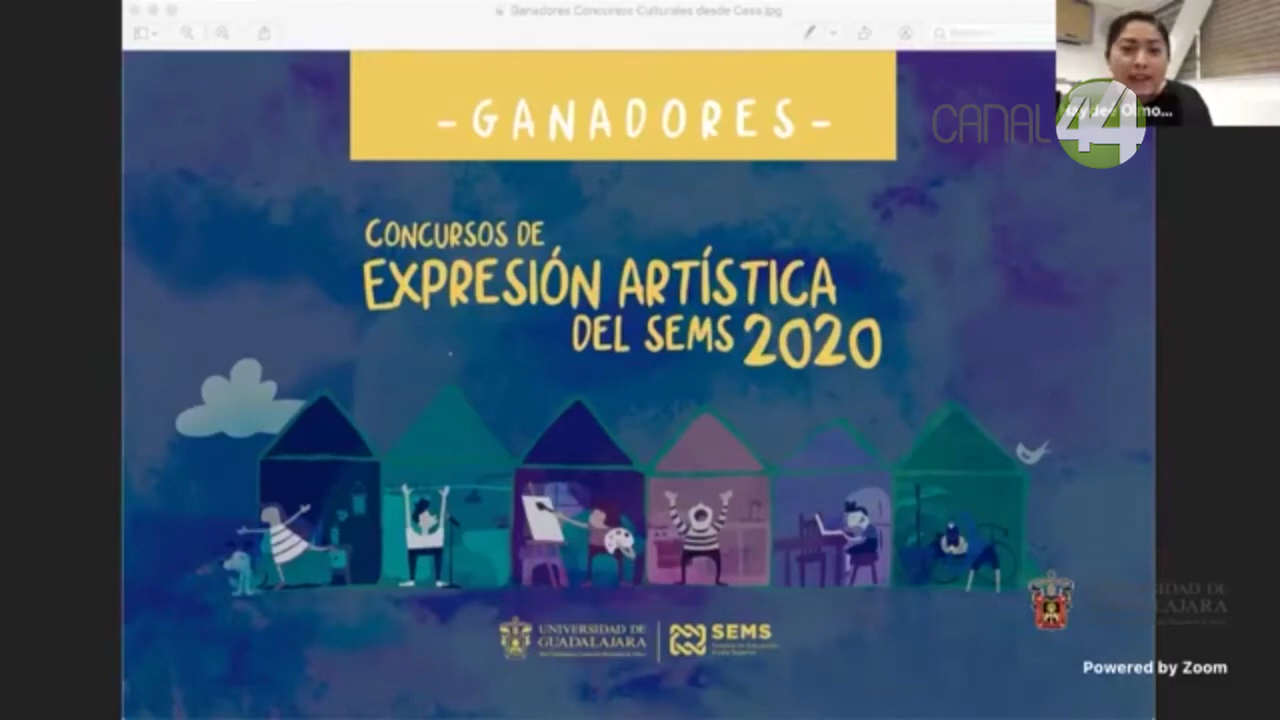 Ganadores Concursos Culturales desde Casa.jpg
- GANADORES -
CANAL 44
Olmo...
CONCURSOS DE
EXPRESIÓN ARTÍSTICA
DEL SEMS 2020
UNIVERSIDAD DE
GUADALAJARA
SEMS
Powered by Zoom